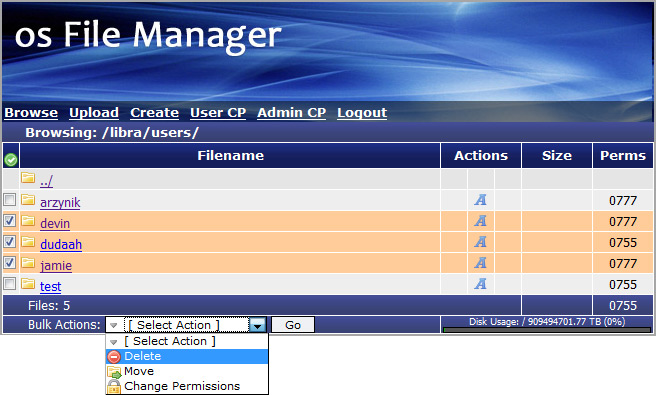 os File Manager
Browse Upload Create User CP Admin CP Logout
Browsing: /libra/users/
Filename Actions Size Perms
../
arzynik A 0777
devin A 0777
dudaah A 0755
jamie A 0777
test A 0755
Files: 5 0755
Bulk Actions: [ Select Action ] Go Disk Usage: / 909494701.77 TB (0%)
[ Select Action ]
Delete
Move
Change Permissions